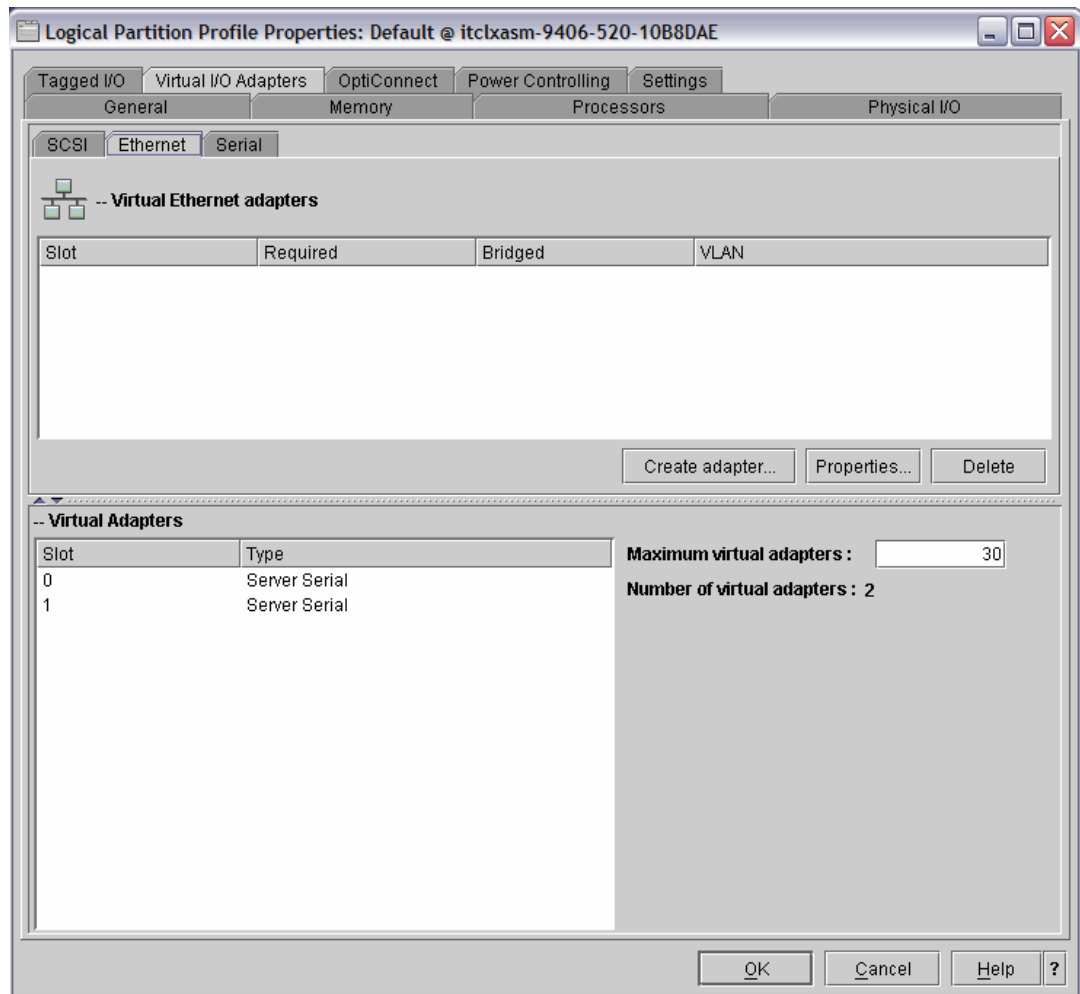 Logical Partition Profile Properties: Default @ itclxasm-9406-520-10B8DAE
Tagged I/O Virtual I/O Adapters OptiConnect Power Controlling Settings
General Memory Processors Physical I/O
SCSI Ethernet Serial
-- Virtual Ethernet adapters
Slot Required Bridged VLAN
Create adapter... Properties... Delete
-- Virtual Adapters
Slot Type
0 Server Serial
1 Server Serial
Maximum virtual adapters : 30
Number of virtual adapters : 2
OK Cancel Help ?